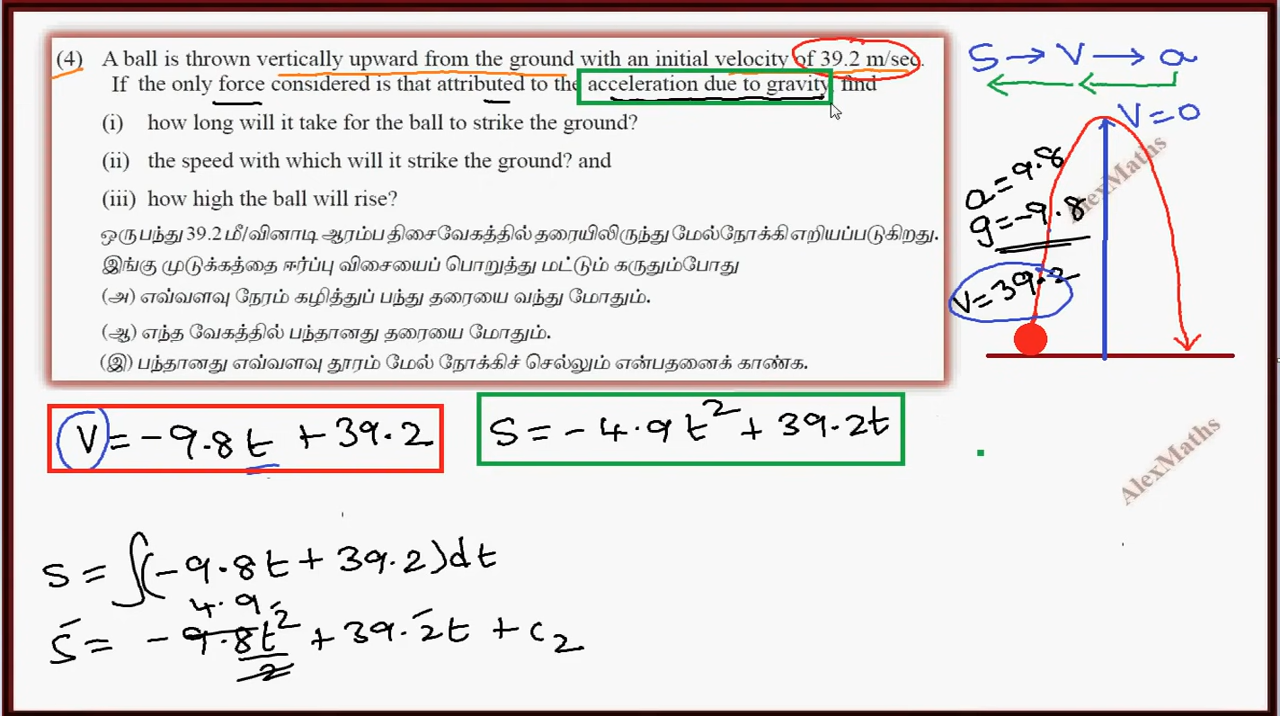 (4) A ball is thrown vertically upward from the ground with an initial velocity of 39.2 m/sec.
If the only force considered is that attributed to the acceleration due to gravity, find
(i) how long will it take for the ball to strike the ground?
(ii) the speed with which will it strike the ground? and
(iii) how high the ball will rise?
ஒரு பந்து 39.2 மீ/வினாடி ஆரம்ப திசைவேகத்தில் தரையிலிருந்து மேல்நோக்கி எறியப்படுகிறது.
இங்கு முடுக்கத்தை ஈர்ப்பு விசையைப் பொறுத்து மட்டும் கருதும்போது
(அ) எவ்வளவு நேரம் கழித்துப் பந்து தரையை வந்து மோதும்.
(ஆ) எந்த வேகத்தில் பந்தானது தரையை மோதும்.
(இ) பந்தானது எவ்வளவு தூரம் மேல் நோக்கிச் செல்லும் என்பதனைக் காண்க.
S → V → a
V = 0
a = 9.8
g = -9.8
V = 39.2
AlexMaths
V = -9.8t + 39.2
S = -4.9t² + 39.2t
AlexMaths
S = ∫(-9.8t + 39.2)dt
4.9
S = -9.8t²/2 + 39.2t + c₂